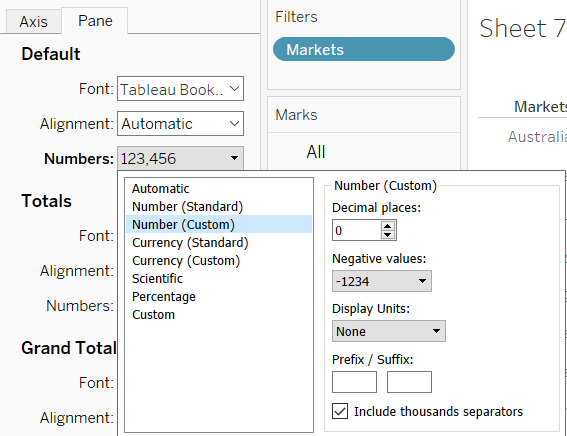 Axis
Pane
Default
Font:
Tableau Book..
Alignment:
Automatic
Numbers:
123,456
Totals
Font:
Alignment:
Numbers:
Grand Total
Font:
Alignment:
Automatic
Number (Standard)
Number (Custom)
Currency (Standard)
Currency (Custom)
Scientific
Percentage
Custom
Number (Custom)
Decimal places:
0
Negative values:
-1234
Display Units:
None
Prefix / Suffix:
Include thousands separators
Filters
Markets
Marks
All
Sheet 7
Markets
Australia